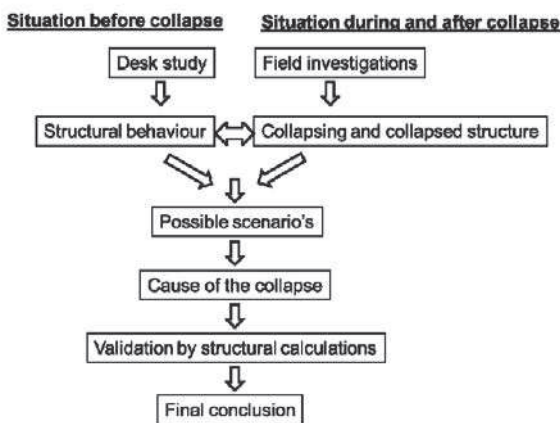 Situation before collapse
Situation during and after collapse
Desk study
Field investigations
Structural behaviour
Collapsing and collapsed structure
Possible scenario's
Cause of the collapse
Validation by structural calculations
Final conclusion